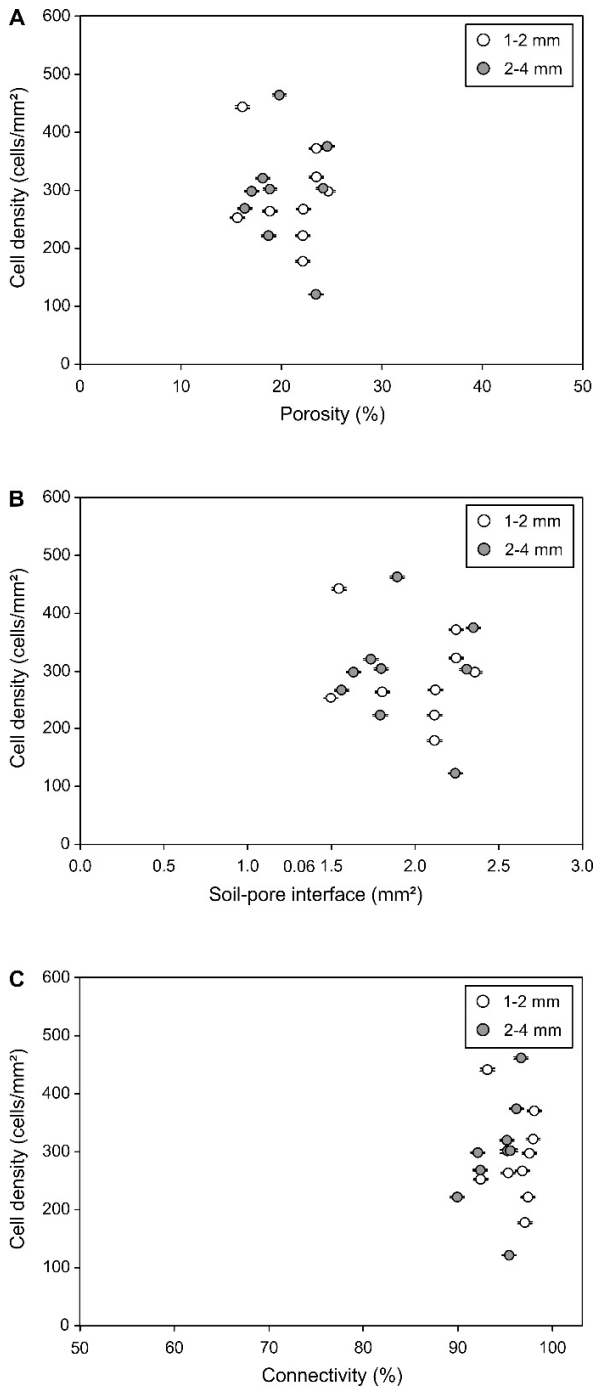 A
600
500
400
300
200
100
0
Cell density (cells/mm²)
1-2 mm
2-4 mm
0 10 20 30 40 50
Porosity (%)
B
600
500
400
300
200
100
0
Cell density (cells/mm²)
1-2 mm
2-4 mm
0.0 0.5 1.0 0.06 1.5 2.0 2.5 3.0
Soil-pore interface (mm²)
C
600
500
400
300
200
100
0
Cell density (cells/mm²)
1-2 mm
2-4 mm
50 60 70 80 90 100
Connectivity (%)